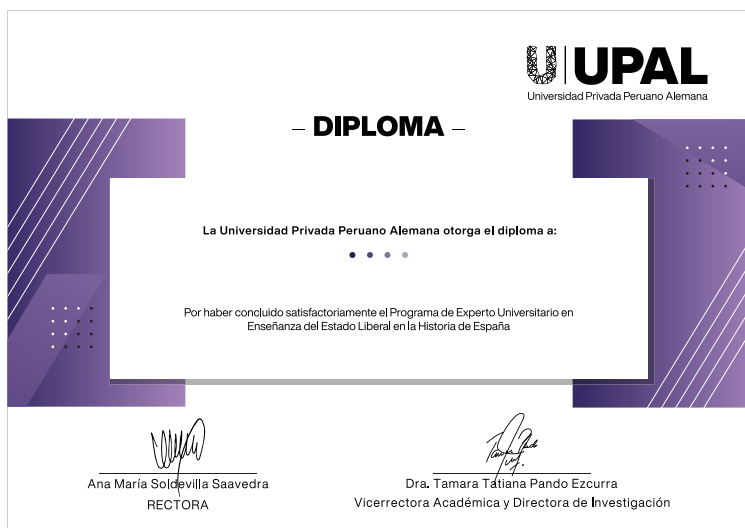 UPAL
Universidad Privada Peruano Alemana
– DIPLOMA –
La Universidad Privada Peruano Alemana otorga el diploma a:
Por haber concluido satisfactoriamente el Programa de Experto Universitario en
Enseñanza del Estado Liberal en la Historia de España
Ana María Soldevilla Saavedra
RECTORA
Dra. Tamara Tatiana Pando Ezcurra
Vicerrectora Académica y Directora de Investigación